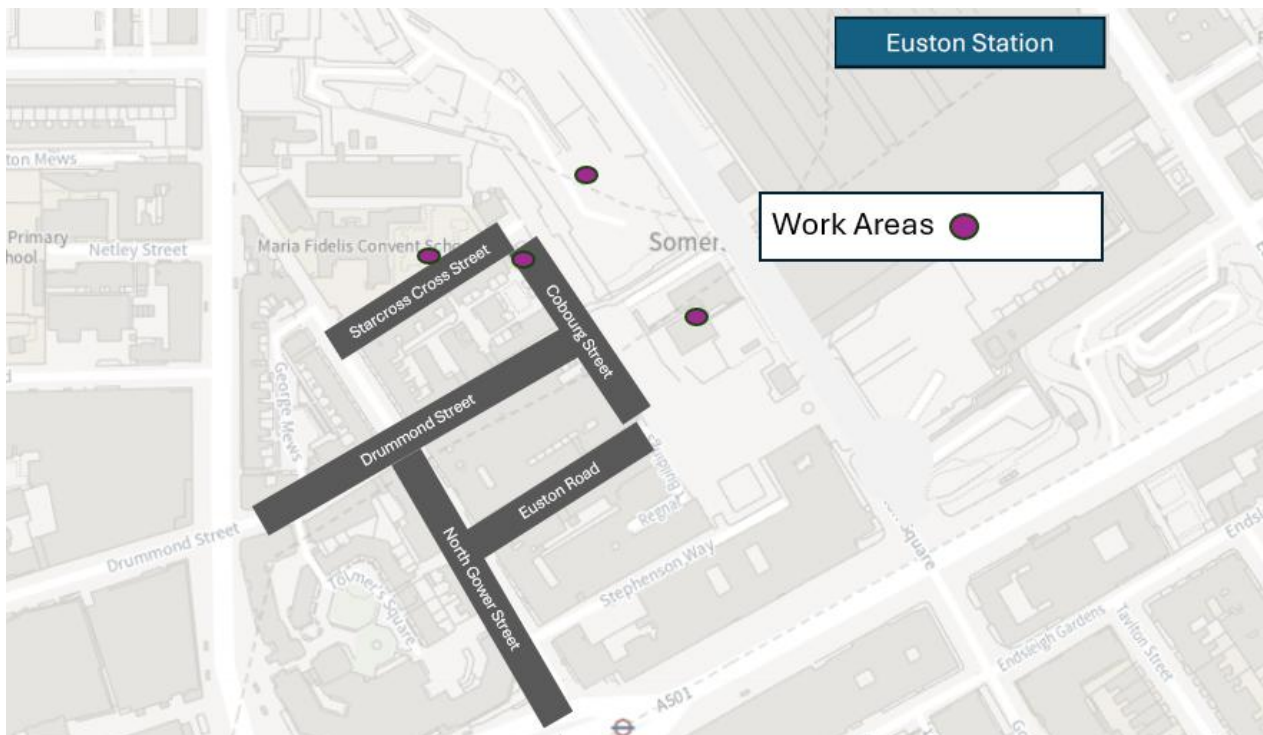 Euston Station
ton Mews
Work Areas
Primary
hool
Netley Street
Maria Fidelis Convent Scho
Somer.
Starcross Cross Street
Cobourg Street
George Mews
Drummond Street
Euston Road
Regnal
Building
North Gower Street
Drummond Street
Tolmer's Square
Stephenson Way
Square
Endsleigh Gardens
Taviton Street
Endsl
A501